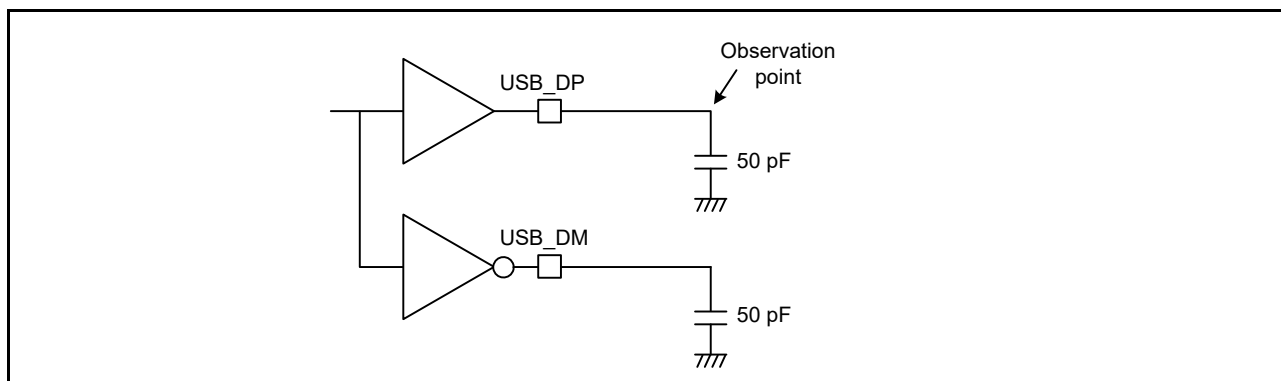 Observation
point
USB_DP
50 pF
USB_DM
50 pF